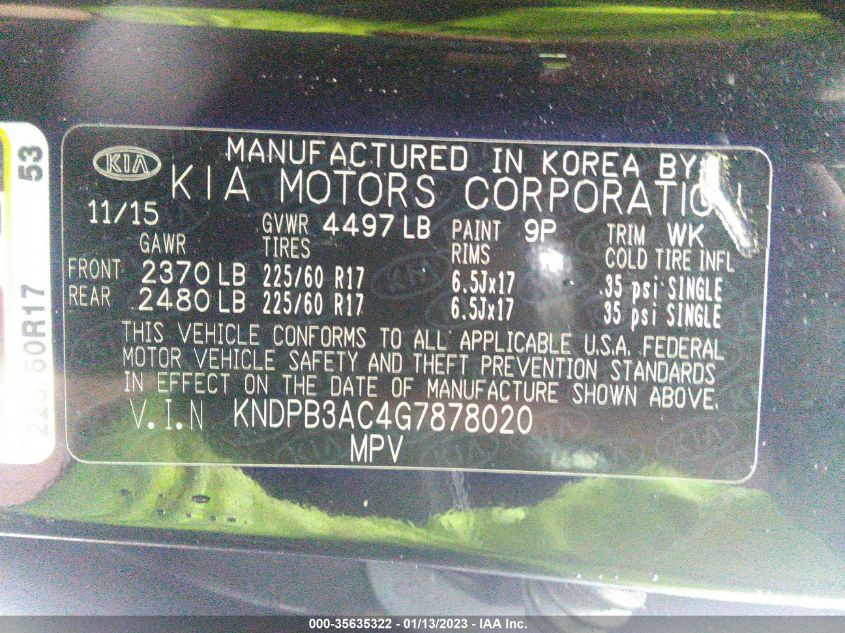 KIA
MANUFACTURED IN KOREA BY
KIA MOTORS CORPORATION
11/15 GVWR 4497 LB PAINT 9P TRIM WK
GAWR TIRES RIMS COLD TIRE INFL
FRONT 2370 LB 225/60 R17 6.5Jx17 35 psi SINGLE
REAR 2480 LB 225/60 R17 6.5Jx17 35 psi SINGLE
THIS VEHICLE CONFORMS TO ALL APPLICABLE U.S.A. FEDERAL
MOTOR VEHICLE SAFETY AND THEFT PREVENTION STANDARDS
IN EFFECT ON THE DATE OF MANUFACTURE SHOWN ABOVE.
V.I.N KNDPB3AC4G7878020
MPV
53
225/60R17
000-35635322 - 01/13/2023 - IAA Inc.